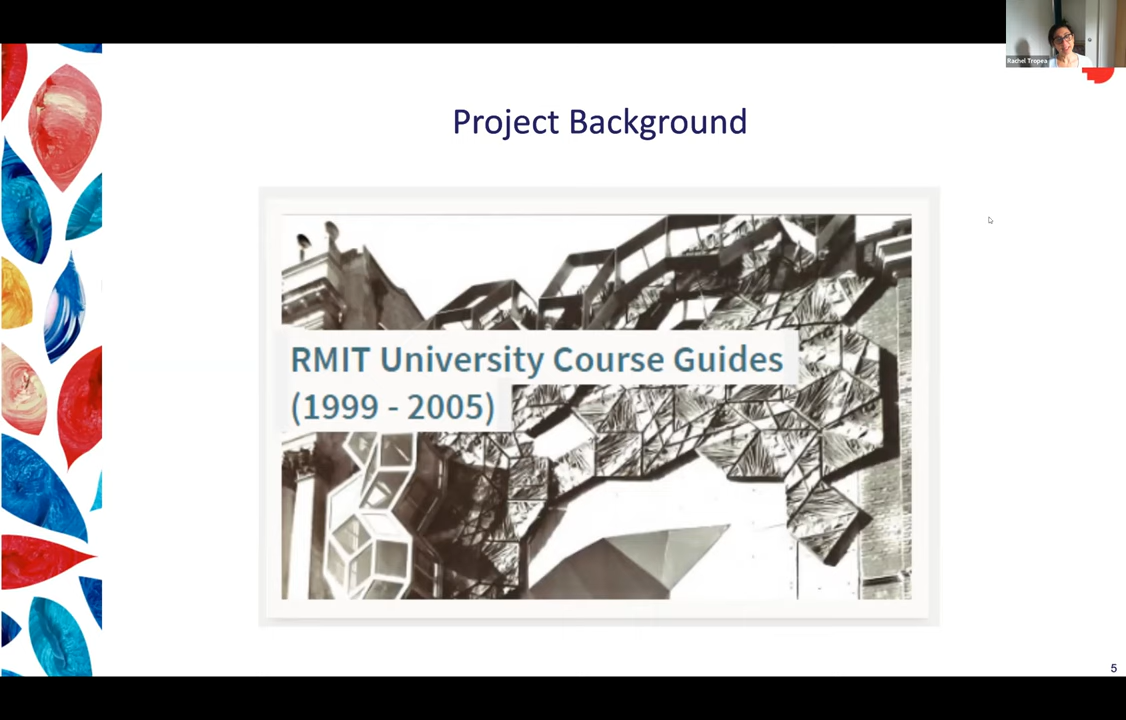 Rachel Tropea
Project Background
RMIT University Course Guides
(1999 - 2005)
5